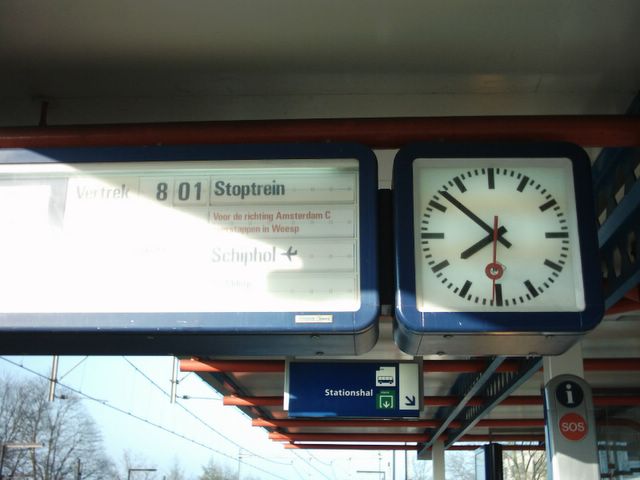 Vertrek 8 01 Stoptrein
Voor de richting Amsterdam C
overstappen in Weesp
Schiphol
Stationshal
i
SOS